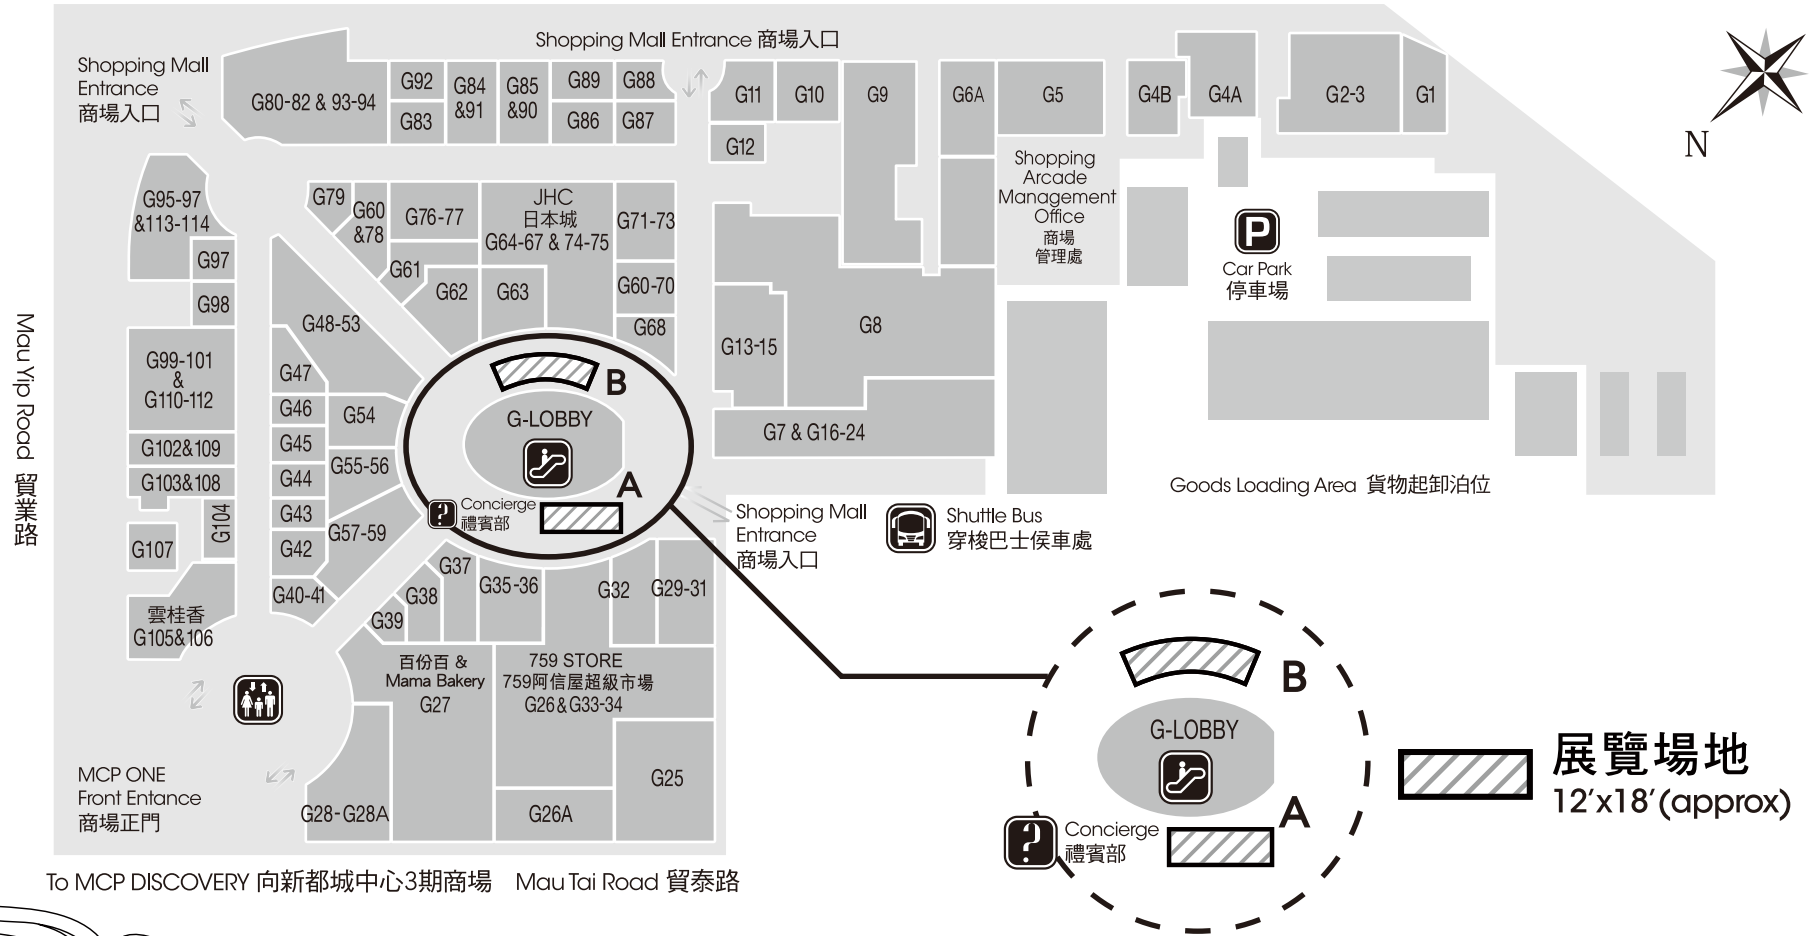 Shopping Mall Entrance 商場入口
Shopping Mall
Entrance
商場入口
G80-82 & 93-94
G92
G83
G84
&91
G85
&90
G89
G86
G88
G87
G11
G10
G12
G9
G6A
G5
G4B
G4A
G2-3
G1
N
Shopping
Arcade
Management
Office
商場
管理處
P
Car Park
停車場
G95-97
&113-114
G97
G98
G79
G60
&78
G76-77
G61
G62
G63
JHC
日本城
G64-67 & 74-75
G71-73
G60-70
G68
G48-53
G8
G13-15
G7 & G16-24
Mau Yip Road 貿業路
G99-101
&
G110-112
G102&109
G103&108
G104
G107
雲桂香
G105&106
G47
G46
G45
G44
G43
G42
G40-41
G54
G55-56
G57-59
B
G-LOBBY
A
?
Concierge
禮賓部
Shopping Mall
Entrance
商場入口
Shuttle Bus
穿梭巴士侯車處
Goods Loading Area 貨物起卸泊位
G39
G38
G37
G35-36
G32
G29-31
百份百 &
Mama Bakery
G27
759 STORE
759阿信屋超級市場
G26&G33-34
G25
G26A
G28-G28A
MCP ONE
Front Entance
商場正門
B
G-LOBBY
A
?
Concierge
禮賓部
展覽場地
12’x18’(approx)
To MCP DISCOVERY 向新都城中心3期商場 Mau Tai Road 貿泰路